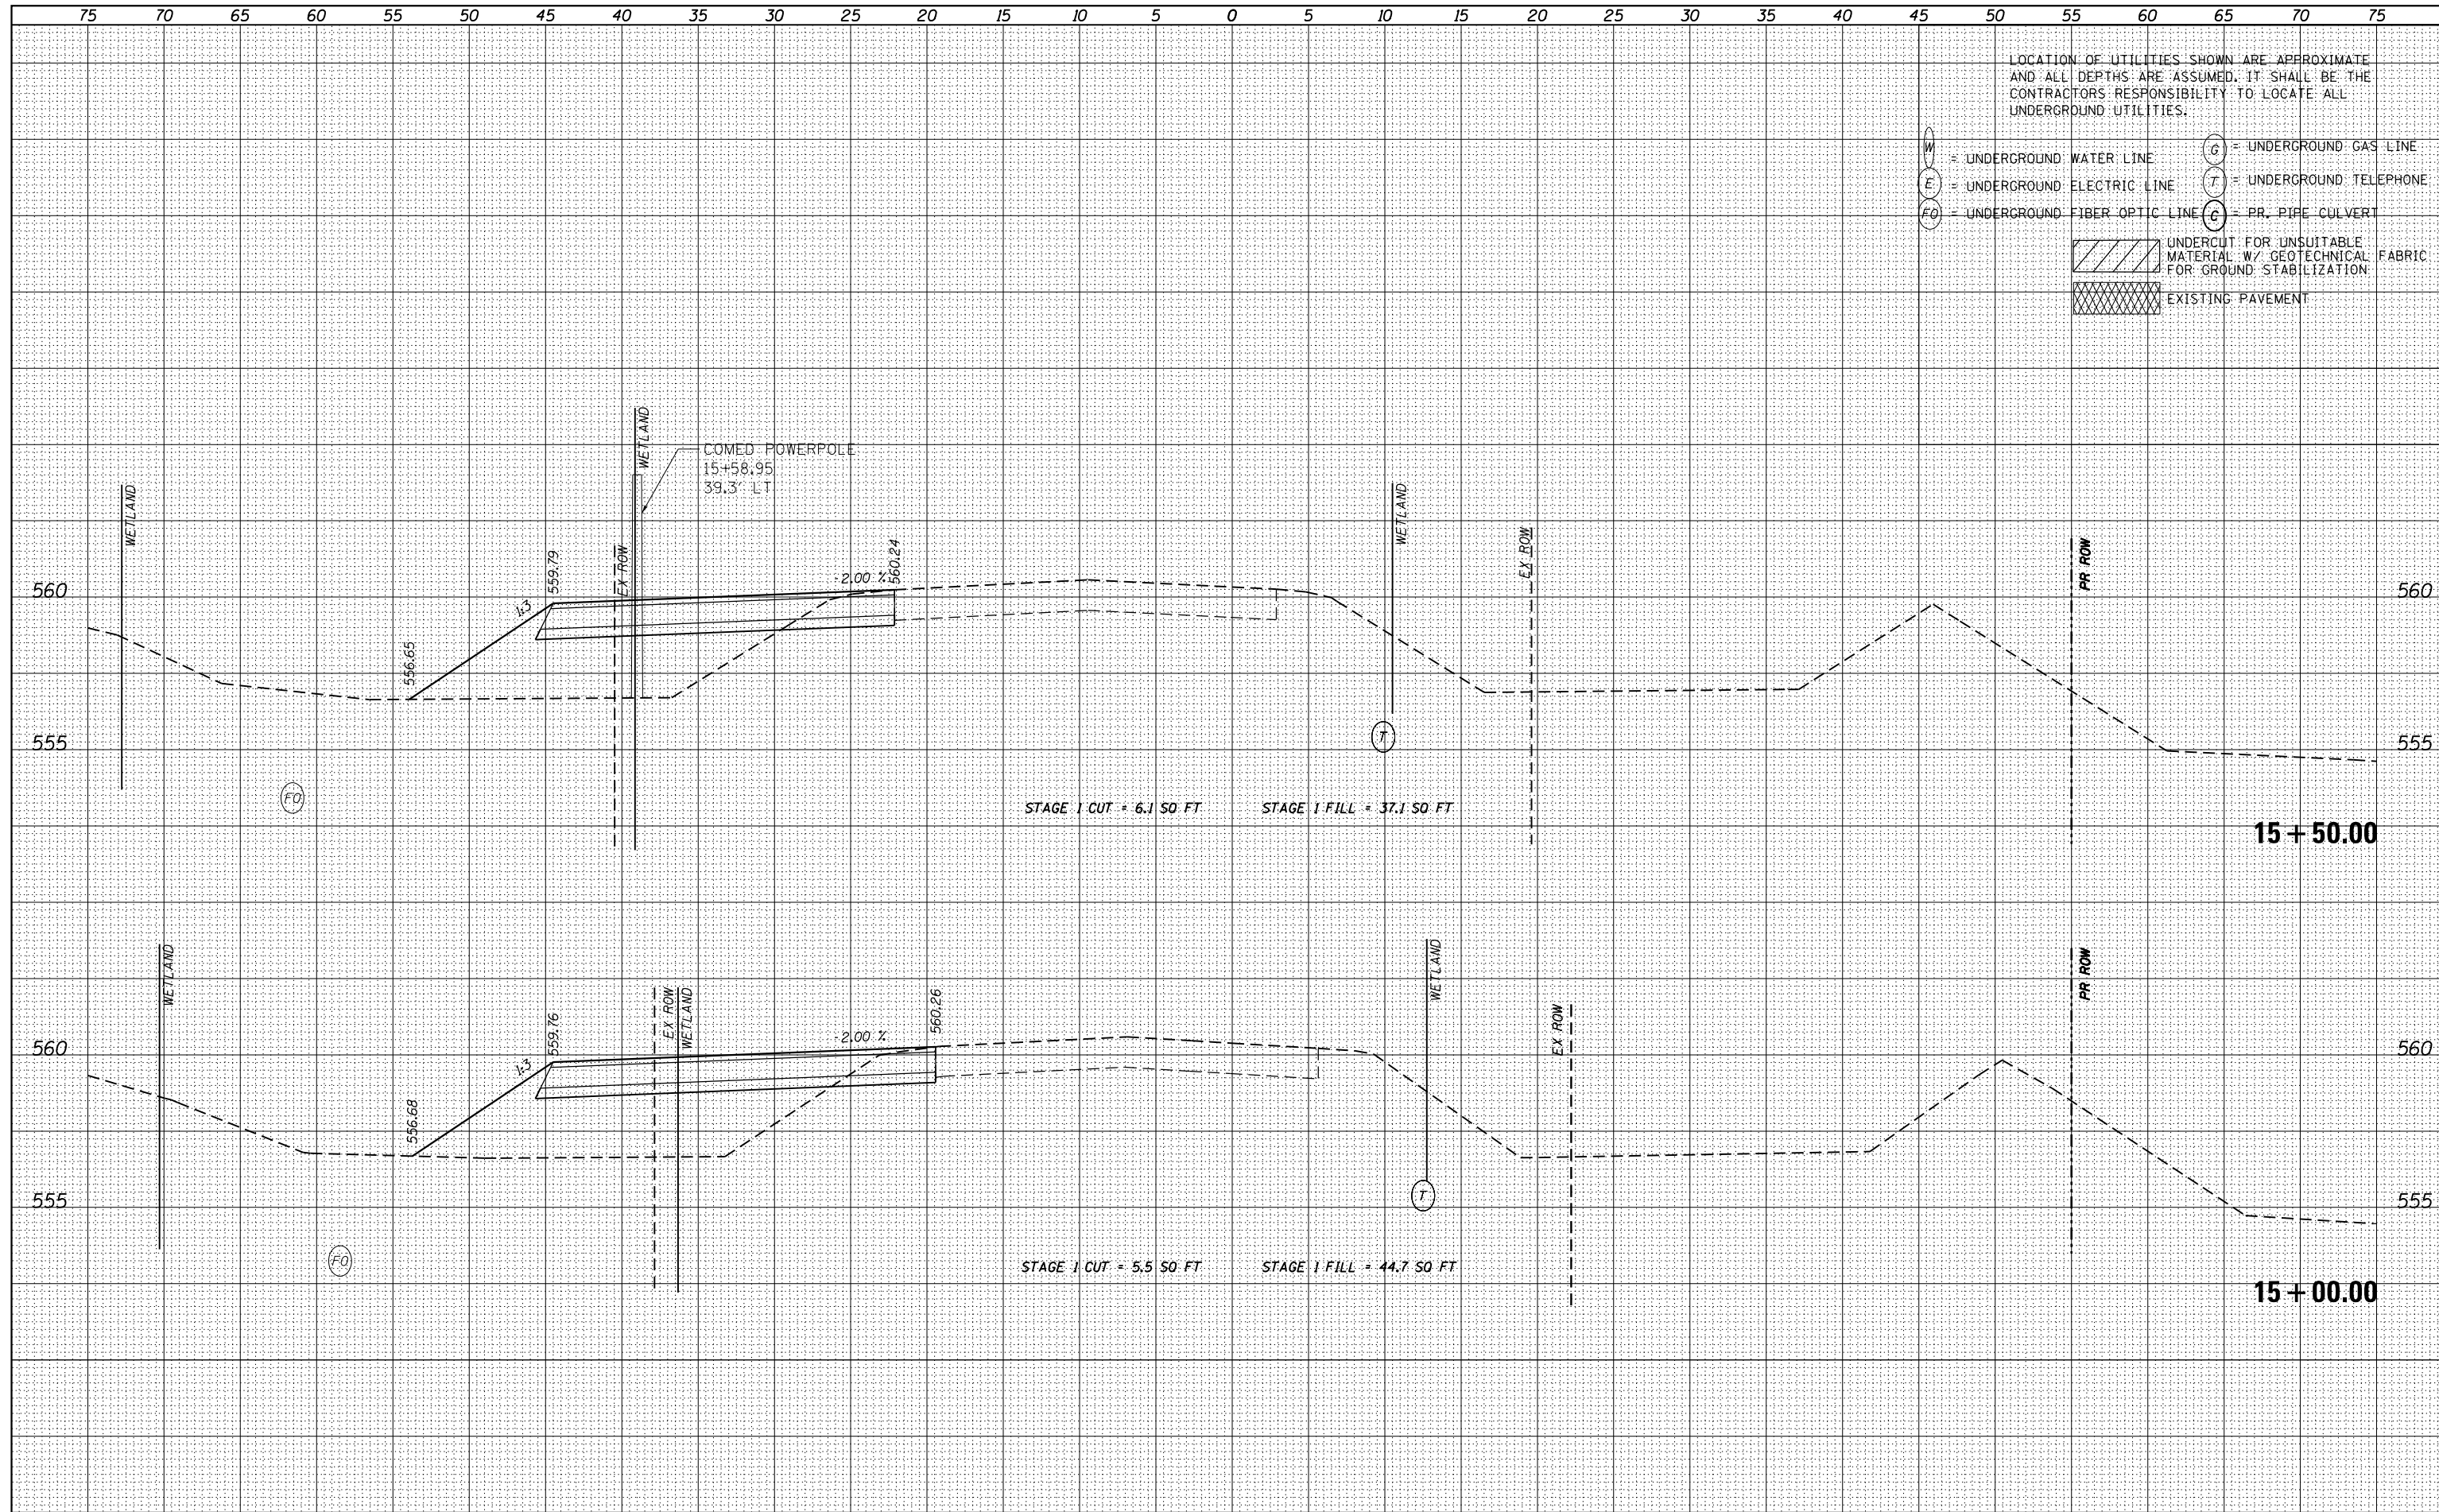 75 70 65 60 55 50 45 40 35 30 25 20 15 10 5 0 5 10 15 20 25 30 35 40 45 50 55 60 65 70 75
LOCATION OF UTILITIES SHOWN ARE APPROXIMATE
AND ALL DEPTHS ARE ASSUMED. IT SHALL BE THE
CONTRACTORS RESPONSIBILITY TO LOCATE ALL
UNDERGROUND UTILITIES.
W = UNDERGROUND WATER LINE
G = UNDERGROUND GAS LINE
E = UNDERGROUND ELECTRIC LINE
T = UNDERGROUND TELEPHONE
FO = UNDERGROUND FIBER OPTIC LINE
C = PR. PIPE CULVERT
UNDERCUT FOR UNSUITABLE
MATERIAL W/ GEOTECHNICAL FABRIC
FOR GROUND STABILIZATION
EXISTING PAVEMENT
WETLAND
WETLAND
COMED POWERPOLE
15+58.95
39.3' LT
WETLAND
EX ROW
EX ROW
PR ROW
559.79
560.24
-2.00 %
1:3
556.65
560
560
555
555
T
FO
STAGE 1 CUT = 6.1 SQ FT
STAGE 1 FILL = 37.1 SQ FT
15+50.00
WETLAND
EX ROW
WETLAND
WETLAND
EX ROW
PR ROW
559.76
560.26
-2.00 %
1:3
556.68
560
560
555
555
T
FO
STAGE 1 CUT = 5.5 SQ FT
STAGE 1 FILL = 44.7 SQ FT
15+00.00